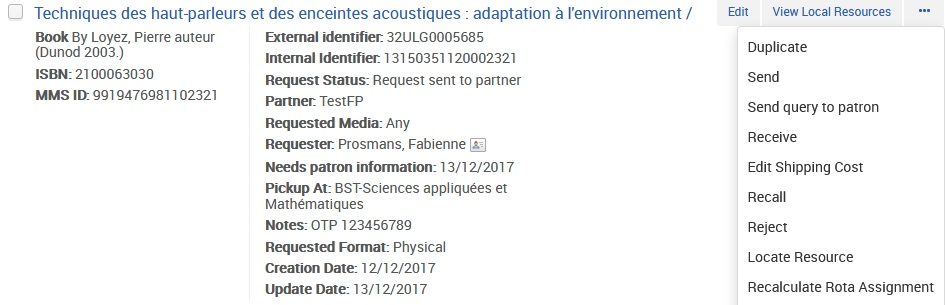 Techniques des haut-parleurs et des enceintes acoustiques : adaptation à l'environnement /
Edit
View Local Resources
Book By Loyez, Pierre auteur
(Dunod 2003.)
ISBN: 2100063030
MMS ID: 9919476981102321
External identifier: 32ULG0005685
Internal Identifier: 13150351120002321
Request Status: Request sent to partner
Partner: TestFP
Requested Media: Any
Requester: Prosmans, Fabienne
Needs patron information: 13/12/2017
Pickup At: BST-Sciences appliquées et
Mathématiques
Notes: OTP 123456789
Requested Format: Physical
Creation Date: 12/12/2017
Update Date: 13/12/2017
Duplicate
Send
Send query to patron
Receive
Edit Shipping Cost
Recall
Reject
Locate Resource
Recalculate Rota Assignment